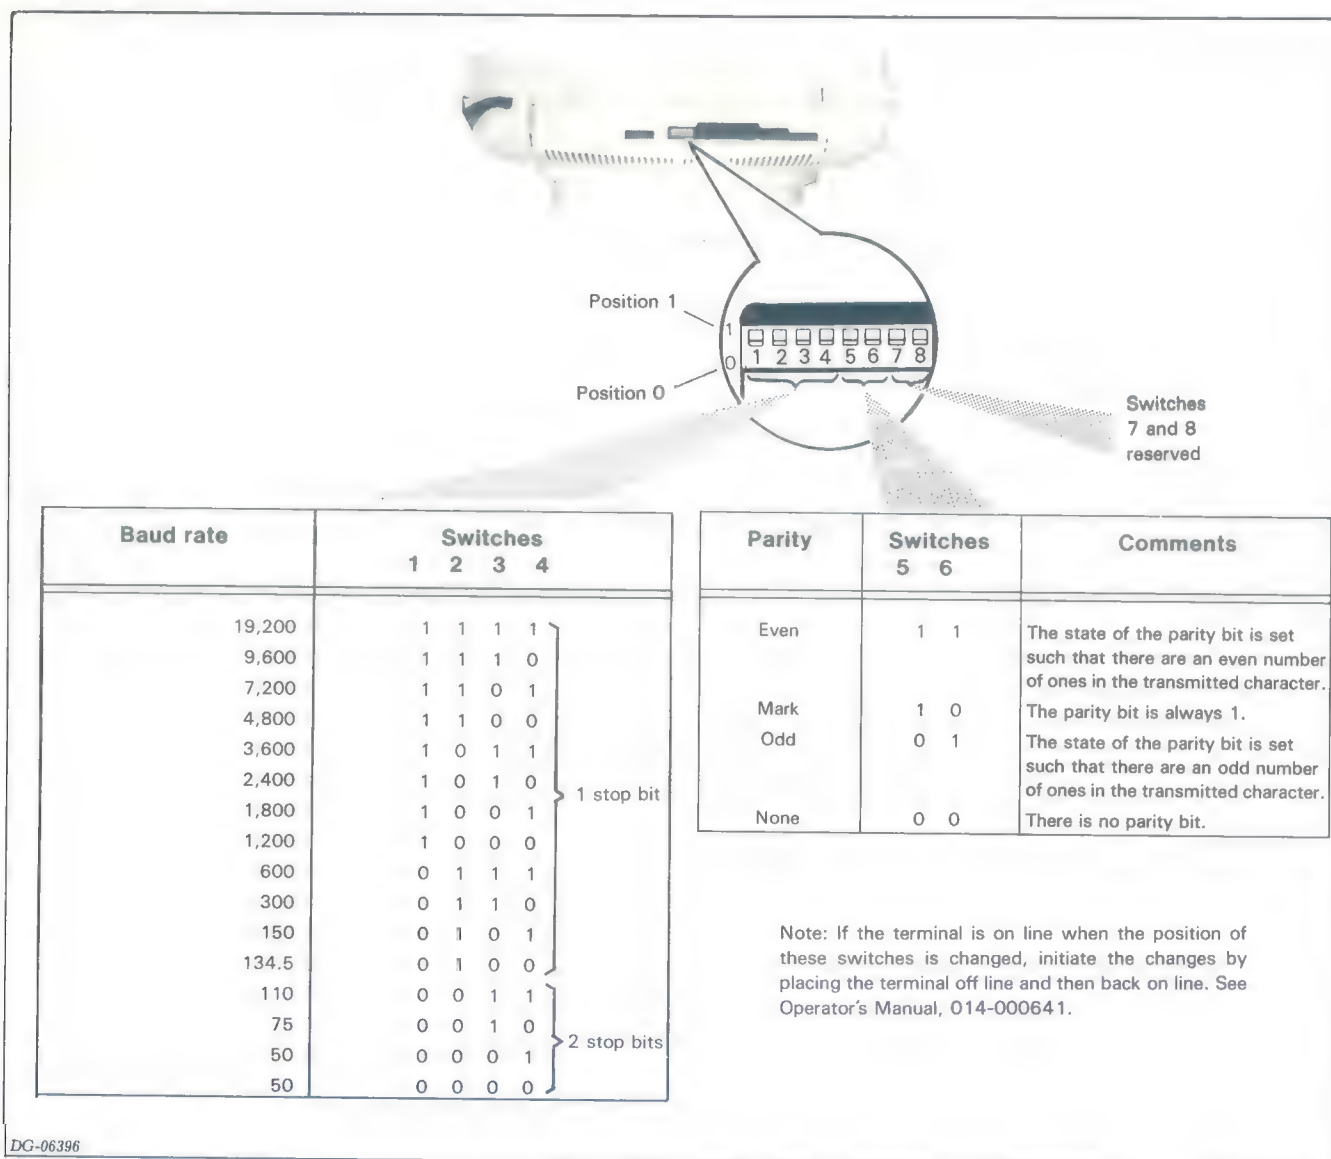 Position 1
1
0
1 2 3 4 5 6 7 8
Position 0
Switches
7 and 8
reserved
Baud rate Switches
1 2 3 4
19,200 1 1 1 1
9,600 1 1 1 0
7,200 1 1 0 1
4,800 1 1 0 0
3,600 1 0 1 1
2,400 1 0 1 0
1 stop bit
1,800 1 0 0 1
1,200 1 0 0 0
600 0 1 1 1
300 0 1 1 0
150 0 1 0 1
134.5 0 1 0 0
110 0 0 1 1
75 0 0 1 0
2 stop bits
50 0 0 0 1
50 0 0 0 0
Parity Switches Comments
5 6
Even 1 1 The state of the parity bit is set
such that there are an even number
of ones in the transmitted character.
Mark 1 0 The parity bit is always 1.
Odd 0 1 The state of the parity bit is set
such that there are an odd number
of ones in the transmitted character.
None 0 0 There is no parity bit.
Note: If the terminal is on line when the position of
these switches is changed, initiate the changes by
placing the terminal off line and then back on line. See
Operator's Manual, 014-000641.
DG-06396